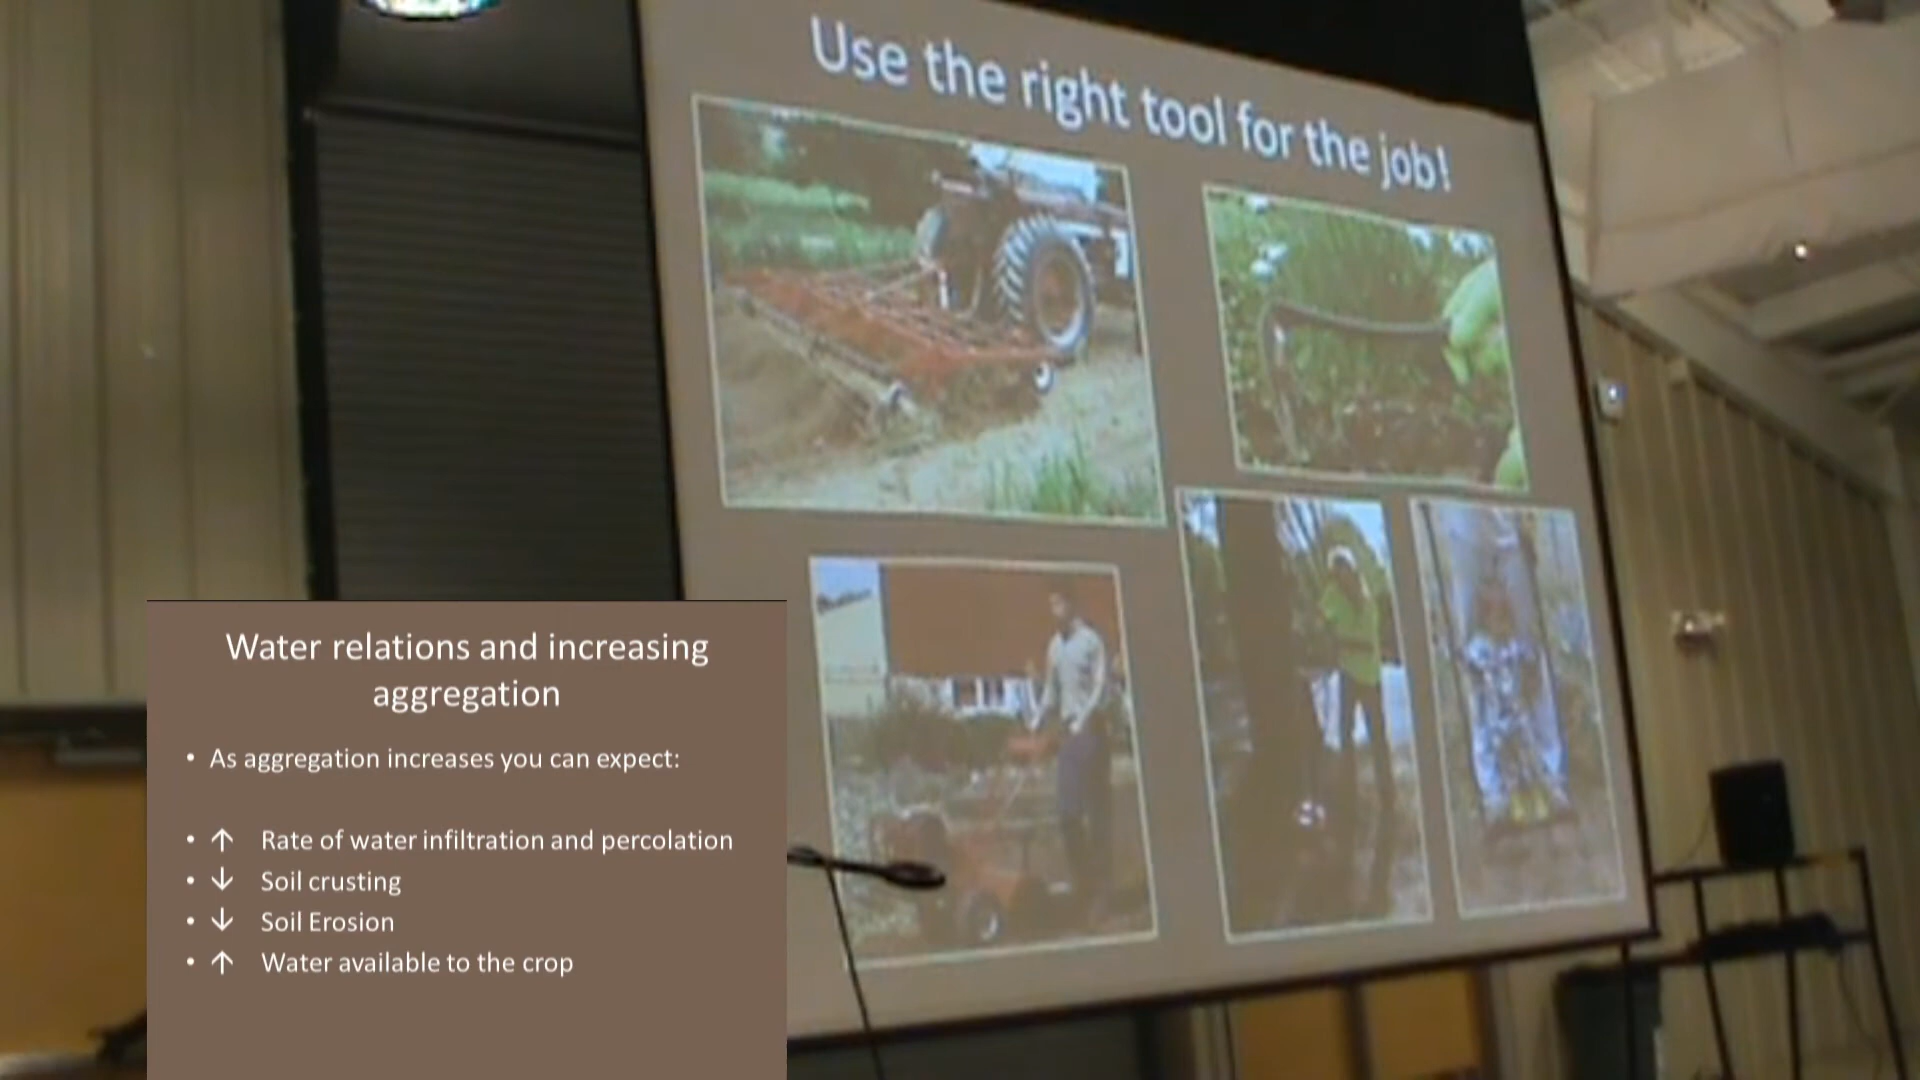 Use the right tool for the job!
Water relations and increasing
aggregation
• As aggregation increases you can expect:
• ↑ Rate of water infiltration and percolation
• ↓ Soil crusting
• ↓ Soil Erosion
• ↑ Water available to the crop